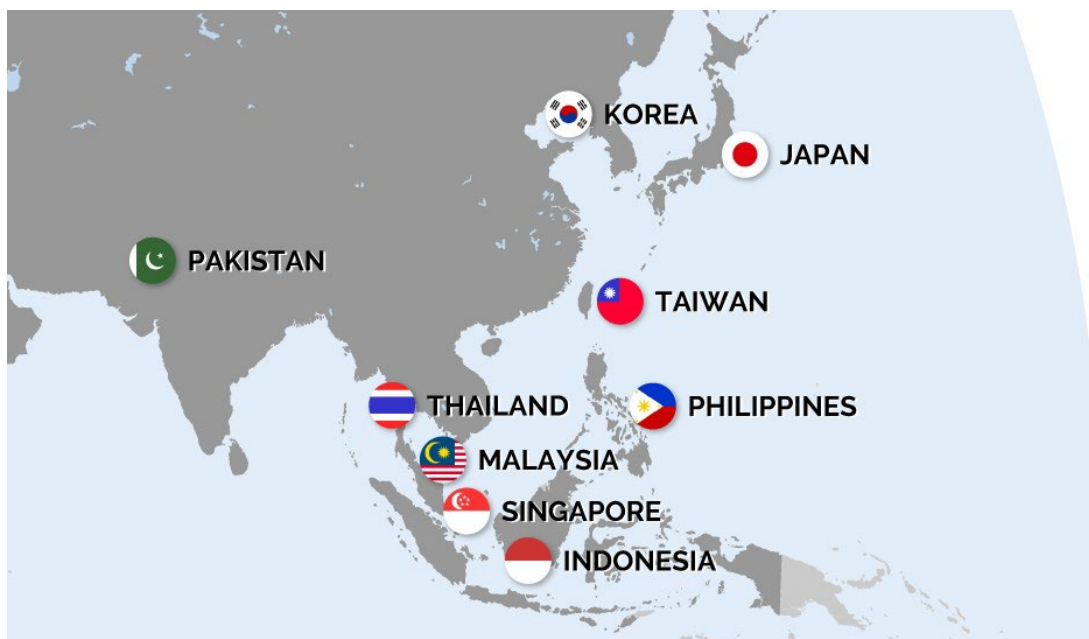 KOREA
JAPAN
PAKISTAN
TAIWAN
THAILAND
PHILIPPINES
MALAYSIA
SINGAPORE
INDONESIA